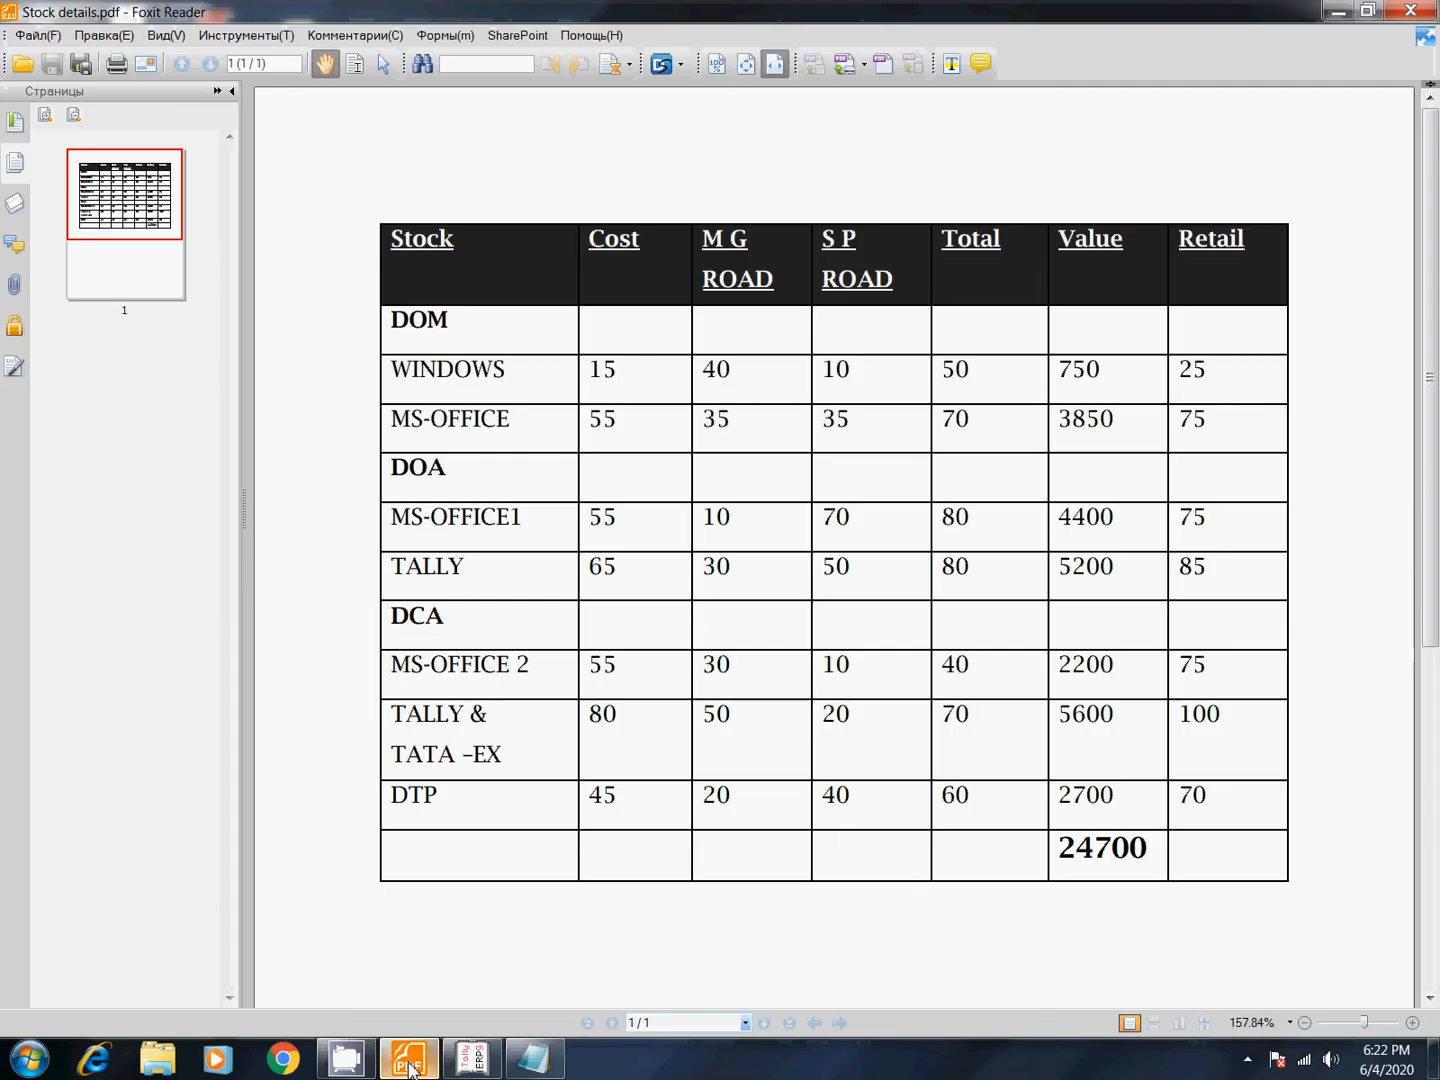 Stock details.pdf - Foxit Reader
Файл(F) Правка(E) Вид(V) Инструменты(T) Комментарии(C) Формы(m) SharePoint Помощь(H)
1 (1 / 1)
Страницы
1
Stock Cost M G ROAD S P ROAD Total Value Retail
DOM
WINDOWS 15 40 10 50 750 25
MS-OFFICE 55 35 35 70 3850 75
DOA
MS-OFFICE1 55 10 70 80 4400 75
TALLY 65 30 50 80 5200 85
DCA
MS-OFFICE 2 55 30 10 40 2200 75
TALLY & 80 50 20 70 5600 100
TATA –EX
DTP 45 20 40 60 2700 70
24700
1 / 1
157.84%
6:22 PM
6/4/2020